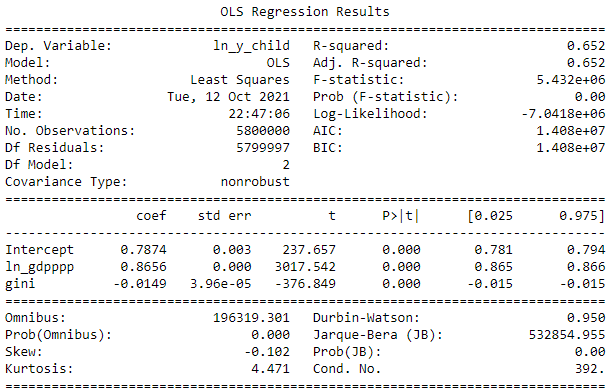 OLS Regression Results
==============================================================================
Dep. Variable: ln_y_child R-squared: 0.652
Model: OLS Adj. R-squared: 0.652
Method: Least Squares F-statistic: 5.432e+06
Date: Tue, 12 Oct 2021 Prob (F-statistic): 0.00
Time: 22:47:06 Log-Likelihood: -7.0418e+06
No. Observations: 5800000 AIC: 1.408e+07
Df Residuals: 5799997 BIC: 1.408e+07
Df Model: 2
Covariance Type: nonrobust
==============================================================================
coef std err t P>|t| [0.025 0.975]
------------------------------------------------------------------------------
Intercept 0.7874 0.003 237.657 0.000 0.781 0.794
ln_gdpppp 0.8656 0.000 3017.542 0.000 0.865 0.866
gini -0.0149 3.96e-05 -376.849 0.000 -0.015 -0.015
==============================================================================
Omnibus: 196319.301 Durbin-Watson: 0.950
Prob(Omnibus): 0.000 Jarque-Bera (JB): 532854.955
Skew: -0.102 Prob(JB): 0.00
Kurtosis: 4.471 Cond. No. 392.
==============================================================================